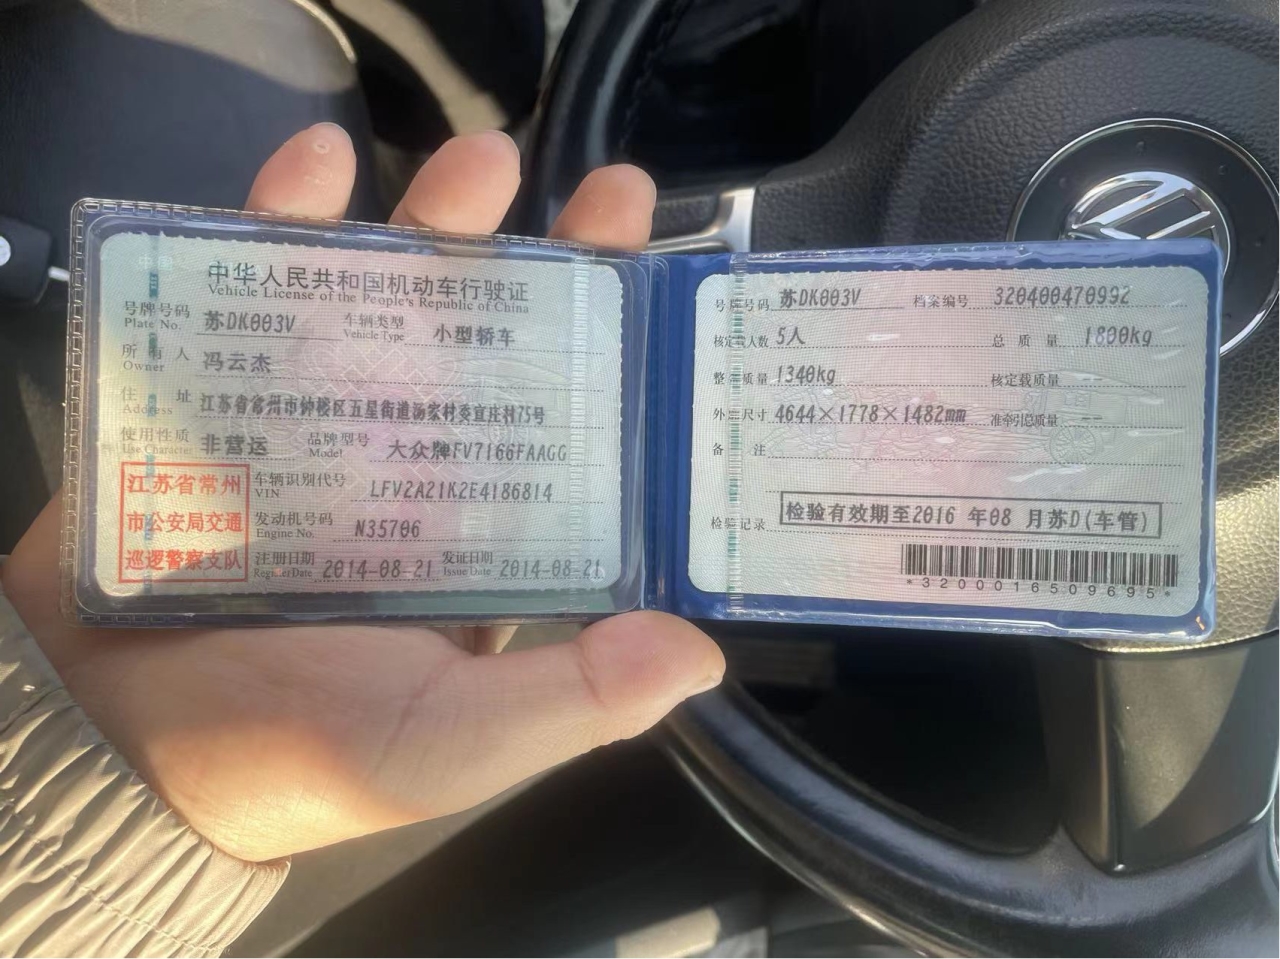 中华人民共和国机动车行驶证
Vehicle License of the People's Republic of China
号牌号码 苏DK003V 车辆类型 小型轿车
Plate No. Vehicle Type
所有人 冯云杰
Owner
住址 江苏省常州市钟楼区五星街道汤家村委宣庄村75号
Address
使用性质 非营运 品牌型号 大众牌FV7166FAAGG
Use Character Model
江苏省常州
市公安局交通
巡逻警察支队
车辆识别代号 LFV2A21K2E4186814
VIN
发动机号码 N35706
Engine No.
注册日期 2014-08-21 发证日期 2014-08-21
Register Date Issue Date
号牌号码 苏DK003V 档案编号 320400470992
核定载人数 5人 总质量 1800kg
整备质量 1340kg 核定载质量 --
外廓尺寸 4644×1778×1482mm 准牵引总质量 --
备注
检验记录 检验有效期至2016年08月苏D(车管)
*3200016509695*